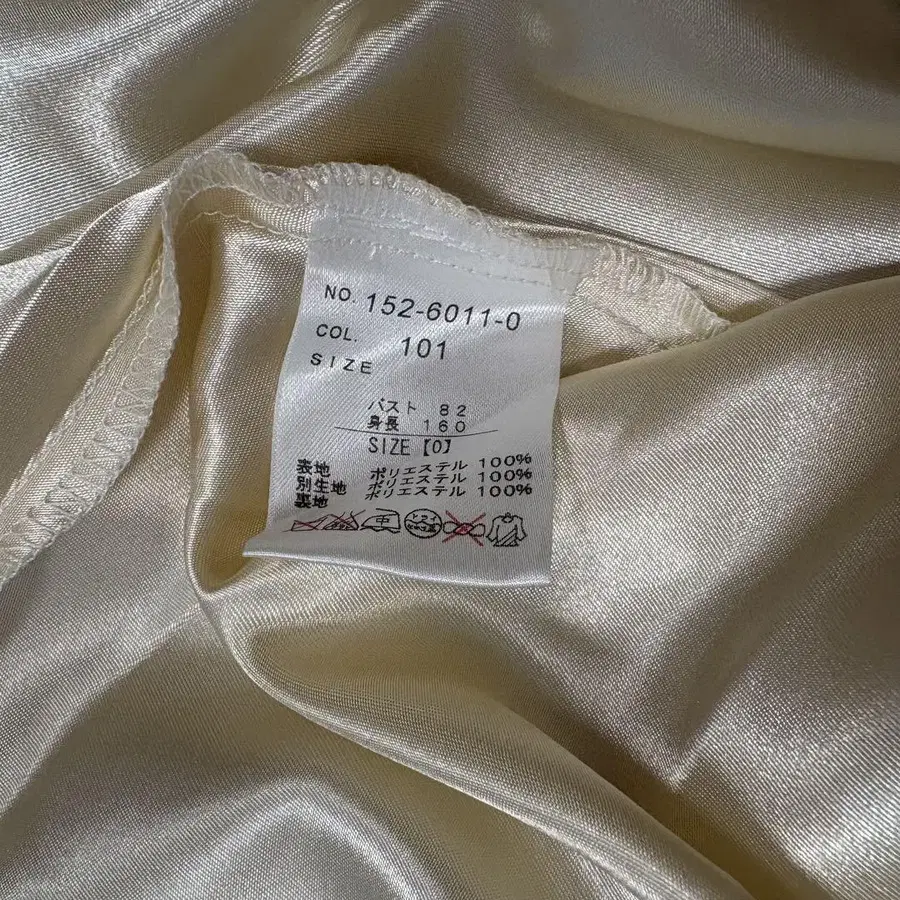 NO. 152-6011-0
COL. 101
SIZE
バスト 82
身長 160
SIZE【0】
表地 ポリエステル 100%
別生地 ポリエステル 100%
裏地 ポリエステル 100%
中